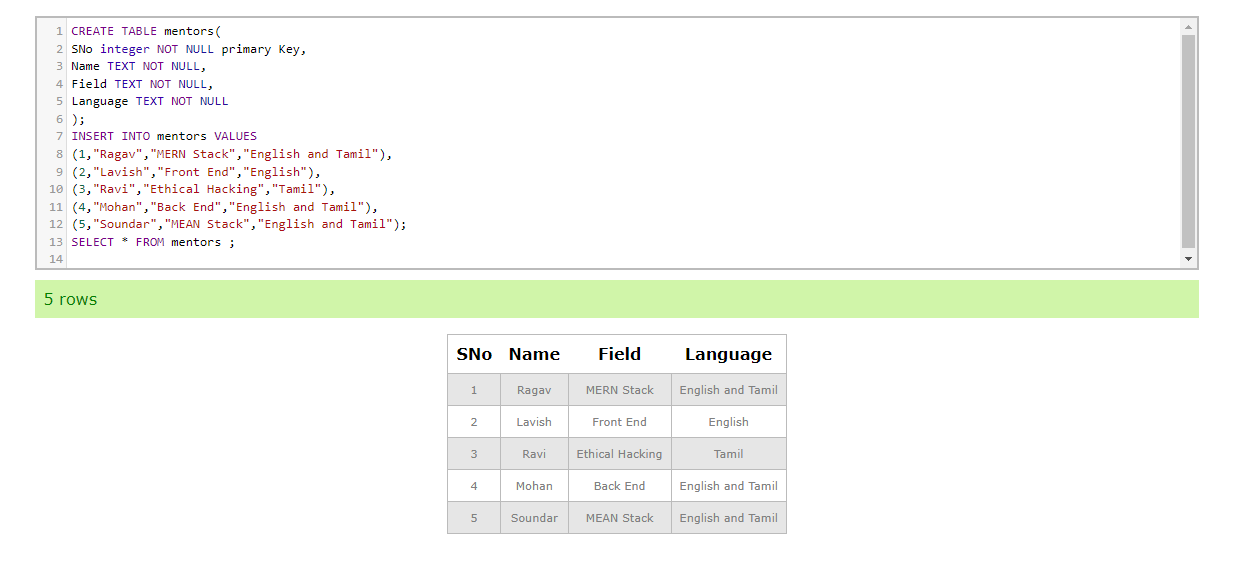 1 CREATE TABLE mentors(
2 SNo integer NOT NULL primary Key,
3 Name TEXT NOT NULL,
4 Field TEXT NOT NULL,
5 Language TEXT NOT NULL
6 );
7 INSERT INTO mentors VALUES
8 (1,"Ragav","MERN Stack","English and Tamil"),
9 (2,"Lavish","Front End","English"),
10 (3,"Ravi","Ethical Hacking","Tamil"),
11 (4,"Mohan","Back End","English and Tamil"),
12 (5,"Soundar","MEAN Stack","English and Tamil");
13 SELECT * FROM mentors ;
14
5 rows
SNo Name Field Language
1 Ragav MERN Stack English and Tamil
2 Lavish Front End English
3 Ravi Ethical Hacking Tamil
4 Mohan Back End English and Tamil
5 Soundar MEAN Stack English and Tamil